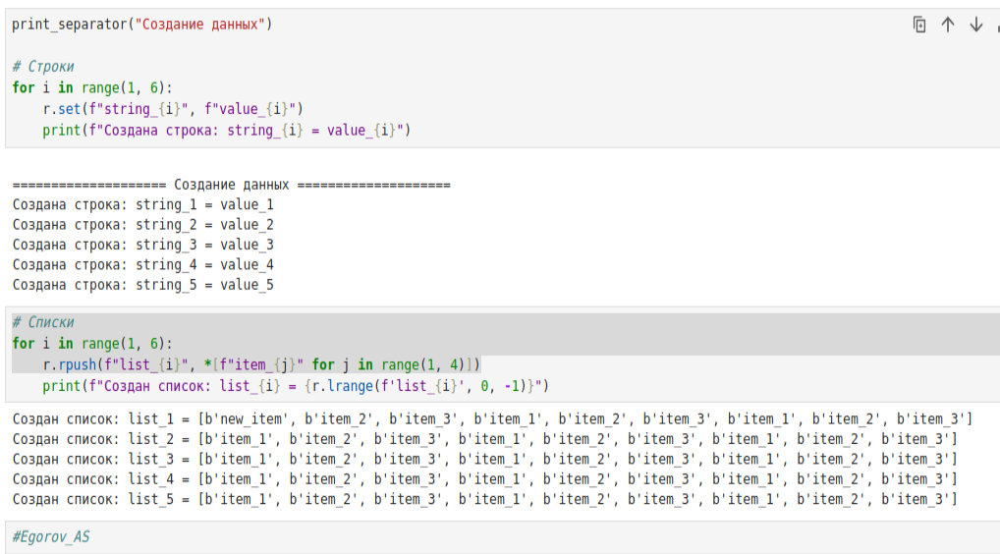 print_separator("Создание данных")
# Строки
for i in range(1, 6):
    r.set(f"string_{i}", f"value_{i}")
    print(f"Создана строка: string_{i} = value_{i}")
==================== Создание данных ====================
Создана строка: string_1 = value_1
Создана строка: string_2 = value_2
Создана строка: string_3 = value_3
Создана строка: string_4 = value_4
Создана строка: string_5 = value_5
# Списки
for i in range(1, 6):
    r.rpush(f"list_{i}", *[f"item_{j}" for j in range(1, 4)])
    print(f"Создан список: list_{i} = {r.lrange(f'list_{i}', 0, -1)}")
Создан список: list_1 = [b'new_item', b'item_2', b'item_3', b'item_1', b'item_2', b'item_3', b'item_1', b'item_2', b'item_3']
Создан список: list_2 = [b'item_1', b'item_2', b'item_3', b'item_1', b'item_2', b'item_3', b'item_1', b'item_2', b'item_3']
Создан список: list_3 = [b'item_1', b'item_2', b'item_3', b'item_1', b'item_2', b'item_3', b'item_1', b'item_2', b'item_3']
Создан список: list_4 = [b'item_1', b'item_2', b'item_3', b'item_1', b'item_2', b'item_3', b'item_1', b'item_2', b'item_3']
Создан список: list_5 = [b'item_1', b'item_2', b'item_3', b'item_1', b'item_2', b'item_3', b'item_1', b'item_2', b'item_3']
#Egorov_AS